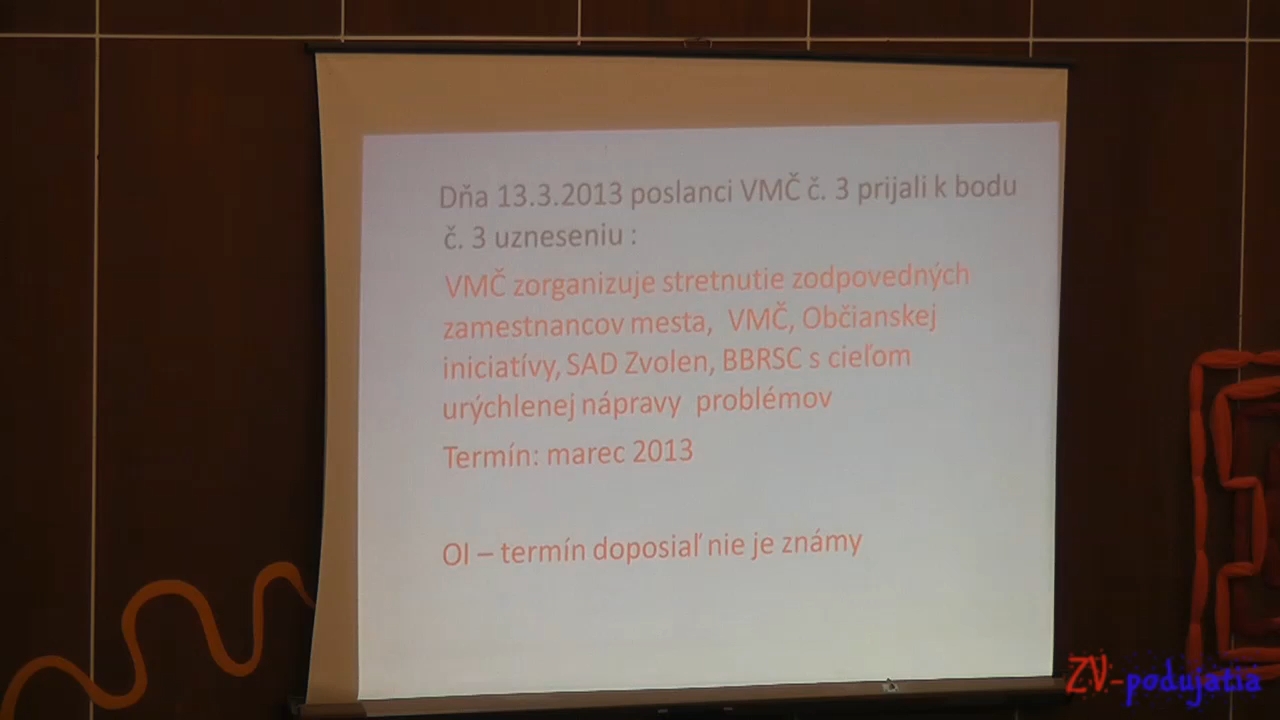 Dňa 13.3.2013 poslanci VMČ č. 3 prijali k bodu
č. 3 uzneseniu :
VMČ zorganizuje stretnutie zodpovedných
zamestnancov mesta, VMČ, Občianskej
iniciatívy, SAD Zvolen, BBRSC s cieľom
urýchlenej nápravy problémov
Termín: marec 2013
OI – termín doposiaľ nie je známy
ZV-podujatia